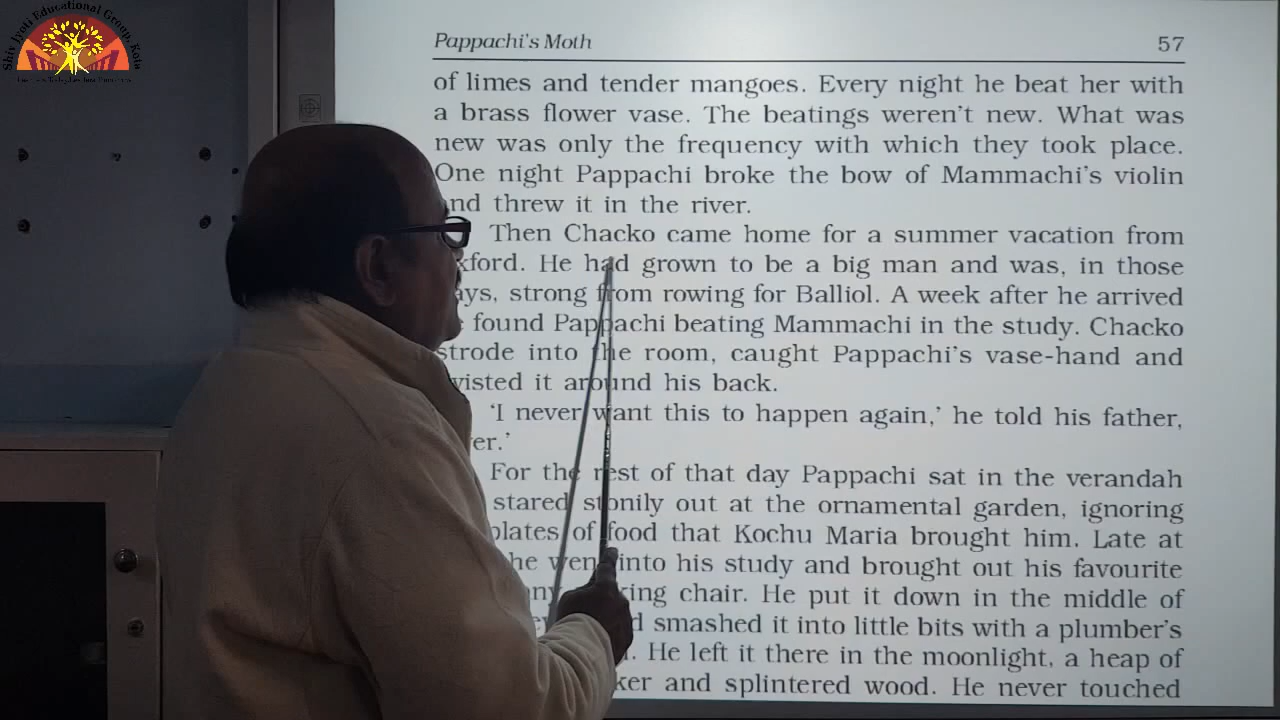 Shiv Jyoti Educational Group, Kota
Pappachi's Moth 57
of limes and tender mangoes. Every night he beat her with
a brass flower vase. The beatings weren't new. What was
new was only the frequency with which they took place.
One night Pappachi broke the bow of Mammachi's violin
and threw it in the river.
Then Chacko came home for a summer vacation from
xford. He had grown to be a big man and was, in those
ays, strong from rowing for Balliol. A week after he arrived
found Pappachi beating Mammachi in the study. Chacko
strode into the room, caught Pappachi's vase-hand and
wisted it around his back.
'I never want this to happen again,' he told his father,
er.'
For the rest of that day Pappachi sat in the verandah
stared stonily out at the ornamental garden, ignoring
plates of food that Kochu Maria brought him. Late at
he went into his study and brought out his favourite
any king chair. He put it down in the middle of
smashed it into little bits with a plumber's
He left it there in the moonlight, a heap of
ker and splintered wood. He never touched